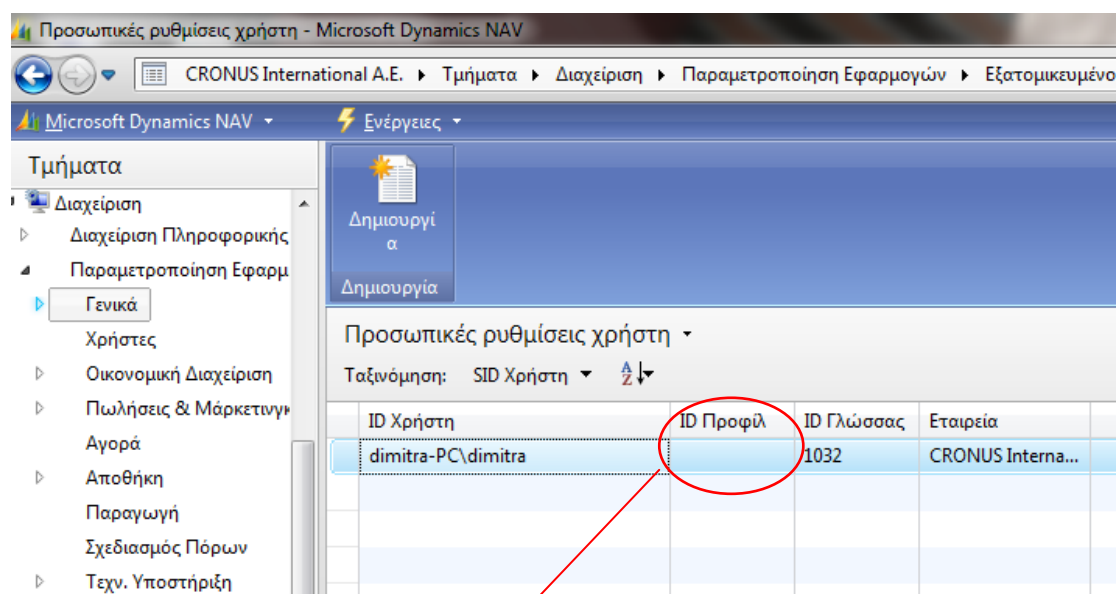 Προσωπικές ρυθμίσεις χρήστη - Microsoft Dynamics NAV
CRONUS International A.E. Τμήματα Διαχείριση Παραμετροποίηση Εφαρμογών Εξατομικευμένο
Microsoft Dynamics NAV Ενέργειες
Τμήματα
Διαχείριση
Διαχείριση Πληροφορικής
Παραμετροποίηση Εφαρμ
Γενικά
Χρήστες
Οικονομική Διαχείριση
Πωλήσεις & Μάρκετινγκ
Αγορά
Αποθήκη
Παραγωγή
Σχεδιασμός Πόρων
Τεχν. Υποστήριξη
Δημιουργί
α
Δημιουργία
Προσωπικές ρυθμίσεις χρήστη
Ταξινόμηση: SID Χρήστη AZ
ID Χρήστη ID Προφίλ ID Γλώσσας Εταιρεία
dimitra-PC\dimitra 1032 CRONUS Interna...